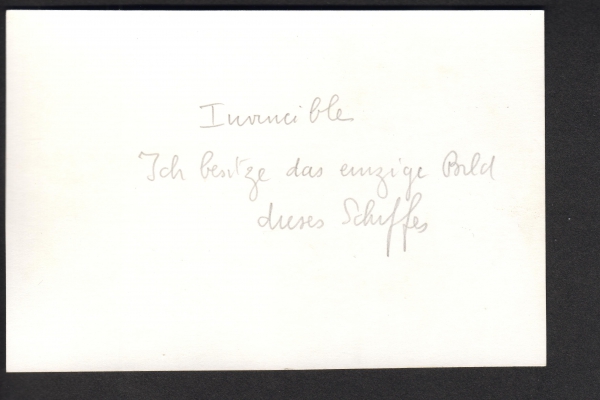 Invincible
Ich besitze das einzige Bild
dieses Schiffes